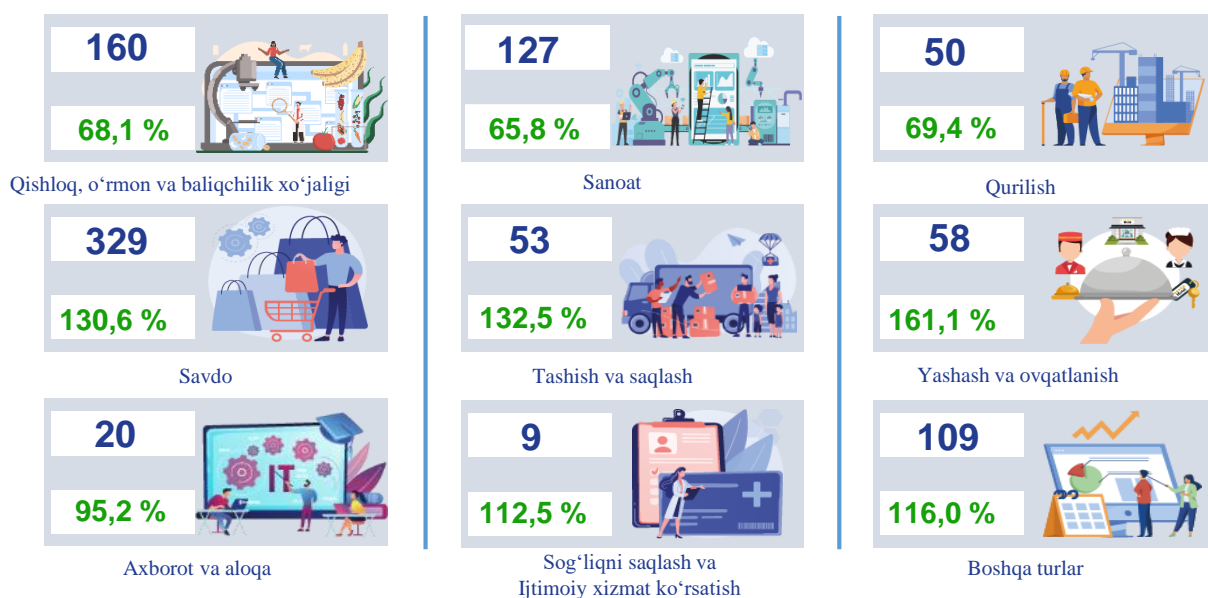 160
68,1 %
Qishloq, o‘rmon va baliqchilik xo‘jaligi
127
65,8 %
Sanoat
50
69,4 %
Qurilish
329
130,6 %
Savdo
53
132,5 %
Tashish va saqlash
58
161,1 %
Yashash va ovqatlanish
20
95,2 %
IT
Axborot va aloqa
9
112,5 %
Sog‘liqni saqlash va
Ijtimoiy xizmat ko‘rsatish
109
116,0 %
Boshqa turlar